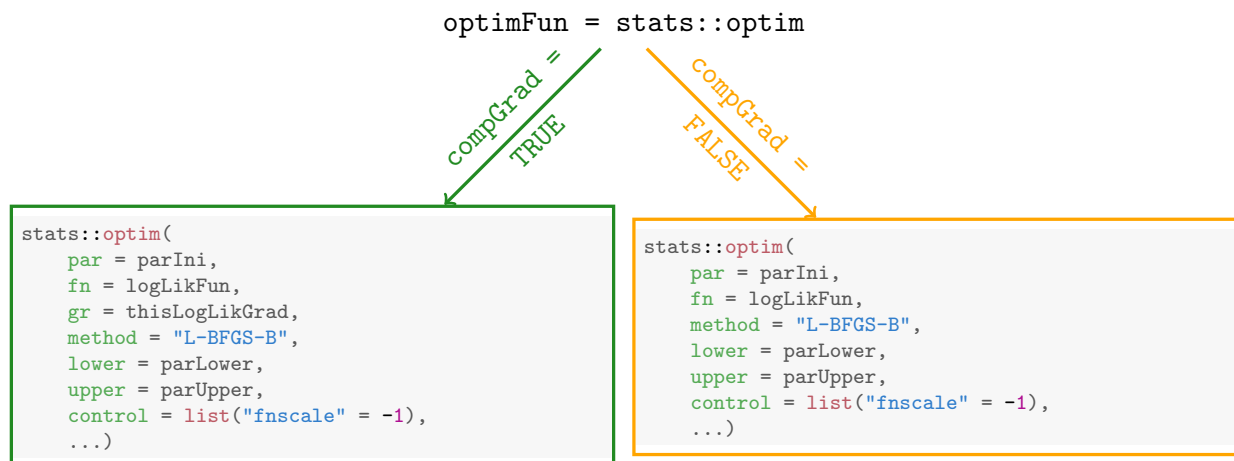 optimFun = stats::optim
compGrad =
TRUE
compGrad =
FALSE
stats::optim(
    par = parIni,
    fn = logLikFun,
    gr = thisLogLikGrad,
    method = "L-BFGS-B",
    lower = parLower,
    upper = parUpper,
    control = list("fnscale" = -1),
    ...)
stats::optim(
    par = parIni,
    fn = logLikFun,
    method = "L-BFGS-B",
    lower = parLower,
    upper = parUpper,
    control = list("fnscale" = -1),
    ...)